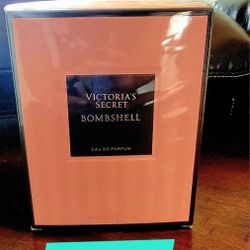 VICTORIA'S
SECRET
BOMBSHELL
EAU DE PARFUM